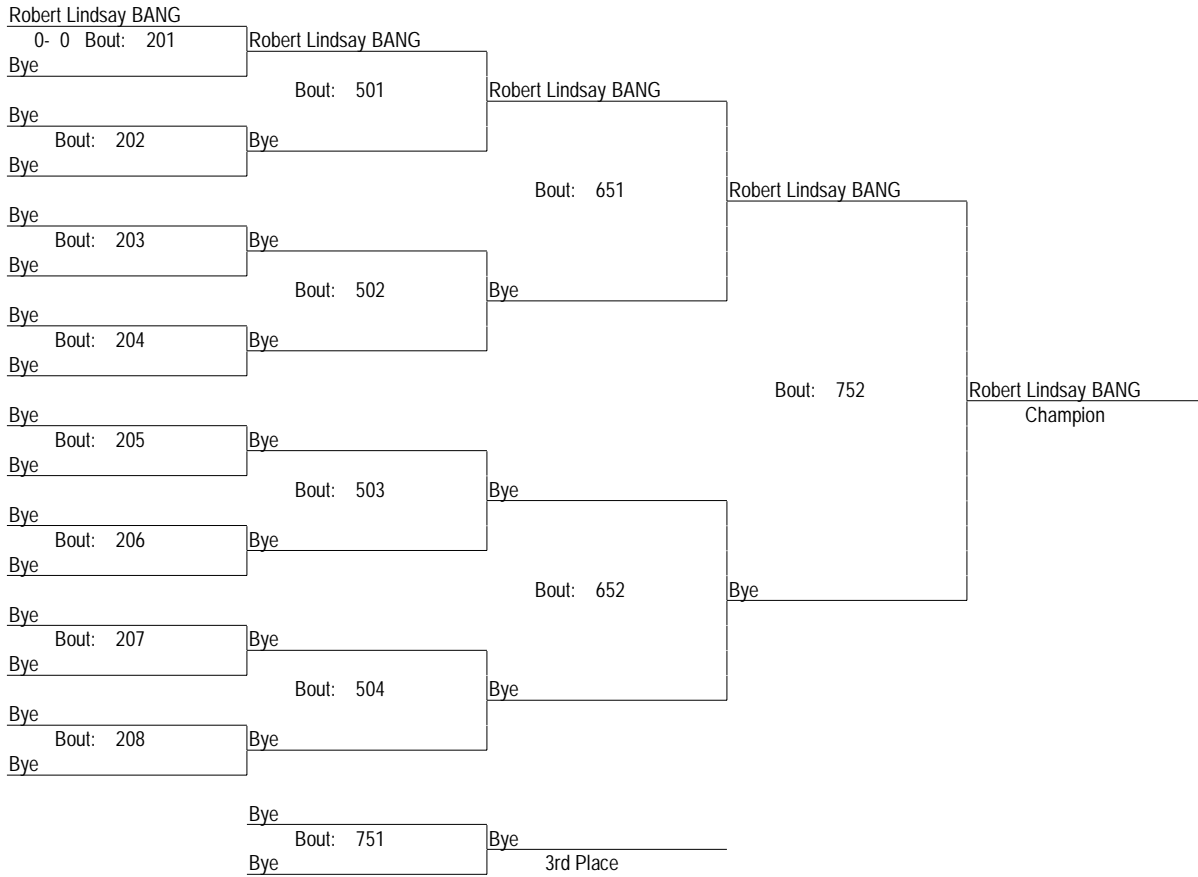 Robert Lindsay BANG
0- 0 Bout: 201 Robert Lindsay BANG
Bye
Bout: 501 Robert Lindsay BANG
Bye
Bout: 202 Bye
Bye
Bout: 651 Robert Lindsay BANG
Bye
Bout: 203 Bye
Bye
Bout: 502 Bye
Bye
Bout: 204 Bye
Bye
Bout: 752 Robert Lindsay BANG
Champion
Bye
Bout: 205 Bye
Bye
Bout: 503 Bye
Bye
Bout: 206 Bye
Bye
Bout: 652 Bye
Bye
Bout: 207 Bye
Bye
Bout: 504 Bye
Bye
Bout: 208 Bye
Bye
Bye
Bout: 751 Bye
Bye 3rd Place